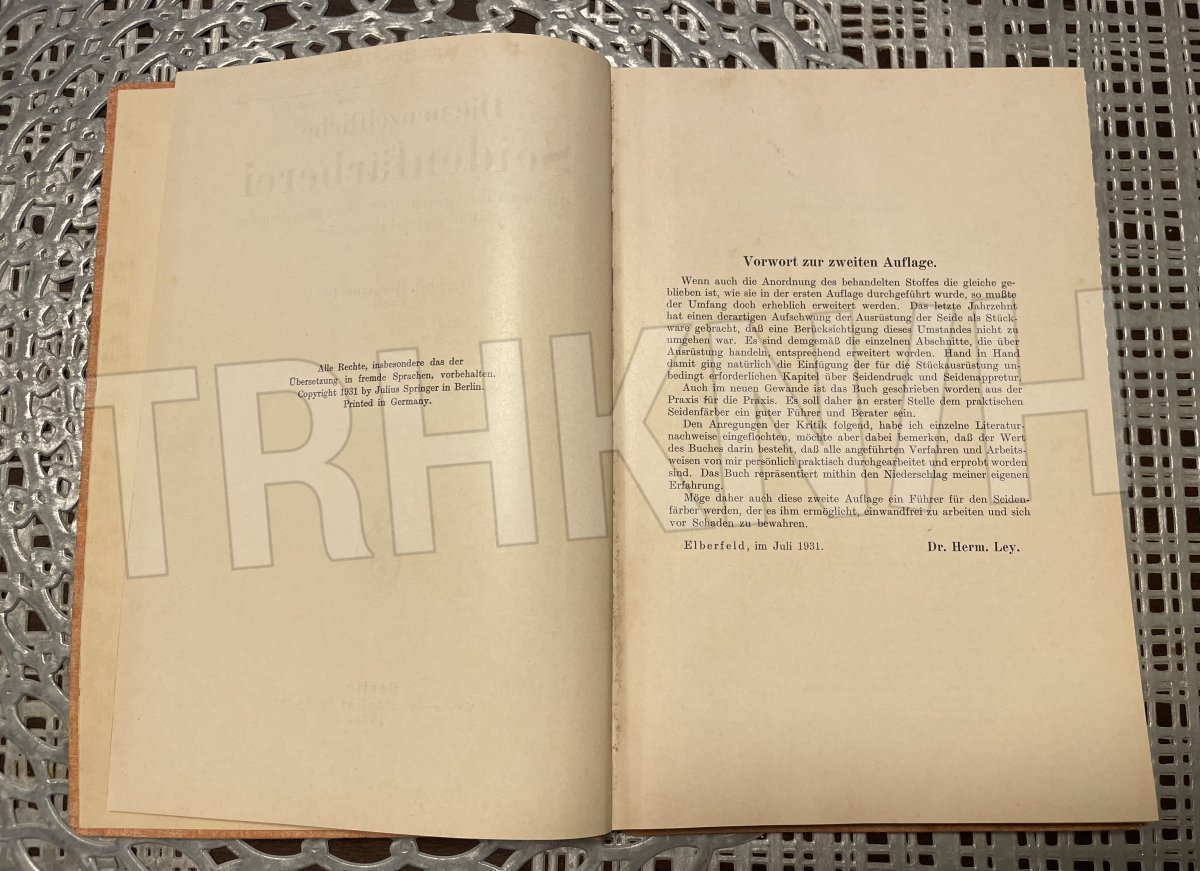 Alle Rechte, insbesondere das der
Übersetzung in fremde Sprachen, vorbehalten.
Copyright 1931 by Julius Springer in Berlin.
Printed in Germany.
Vorwort zur zweiten Auflage.
Wenn auch die Anordnung des behandelten Stoffes die gleiche ge-
blieben ist, wie sie in der ersten Auflage durchgeführt wurde, so mußte
der Umfang doch erheblich erweitert werden. Das letzte Jahrzehnt
hat einen derartigen Aufschwung der Ausrüstung der Seide als Stück-
ware gebracht, daß eine Berücksichtigung dieses Umstandes nicht zu
umgehen war. Es sind demgemäß die einzelnen Abschnitte, die über
Ausrüstung handeln, entsprechend erweitert worden. Hand in Hand
damit ging natürlich die Einfügung der für die Stückausrüstung un-
bedingt erforderlichen Kapitel über Seidendruck und Seidenappretur.
Auch im neuen Gewande ist das Buch geschrieben worden aus der
Praxis für die Praxis. Es soll daher an erster Stelle dem praktischen
Seidenfärber ein guter Führer und Berater sein.
Den Anregungen der Kritik folgend, habe ich einzelne Literatur-
nachweise eingeflochten, möchte aber dabei bemerken, daß der Wert
des Buches darin besteht, daß alle angeführten Verfahren und Arbeits-
weisen von mir persönlich praktisch durchgearbeitet und erprobt worden
sind. Das Buch repräsentiert mithin den Niederschlag meiner eigenen
Erfahrung.
Möge daher auch diese zweite Auflage ein Führer für den Seiden-
färber werden, der es ihm ermöglicht, einwandfrei zu arbeiten und sich
vor Schaden zu bewahren.
Elberfeld, im Juli 1931. Dr. Herm. Ley.